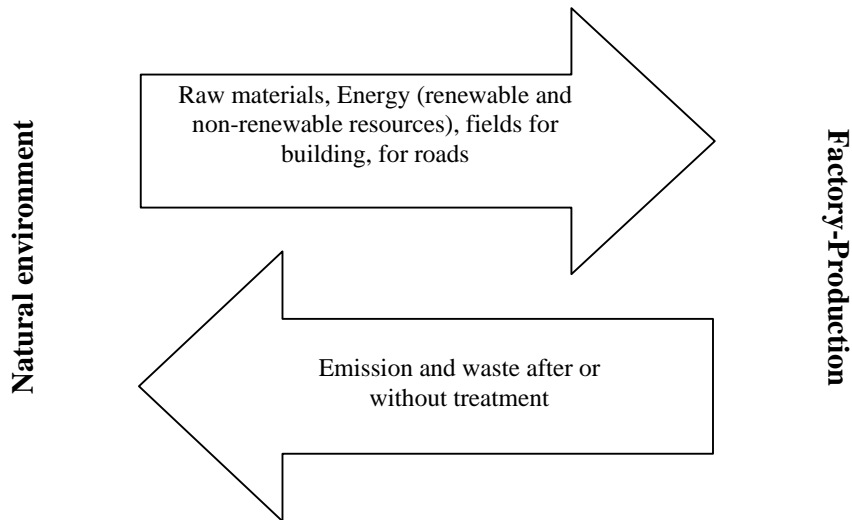 Natural environment
Raw materials, Energy (renewable and
non-renewable resources), fields for
building, for roads
Factory-Production
Emission and waste after or
without treatment